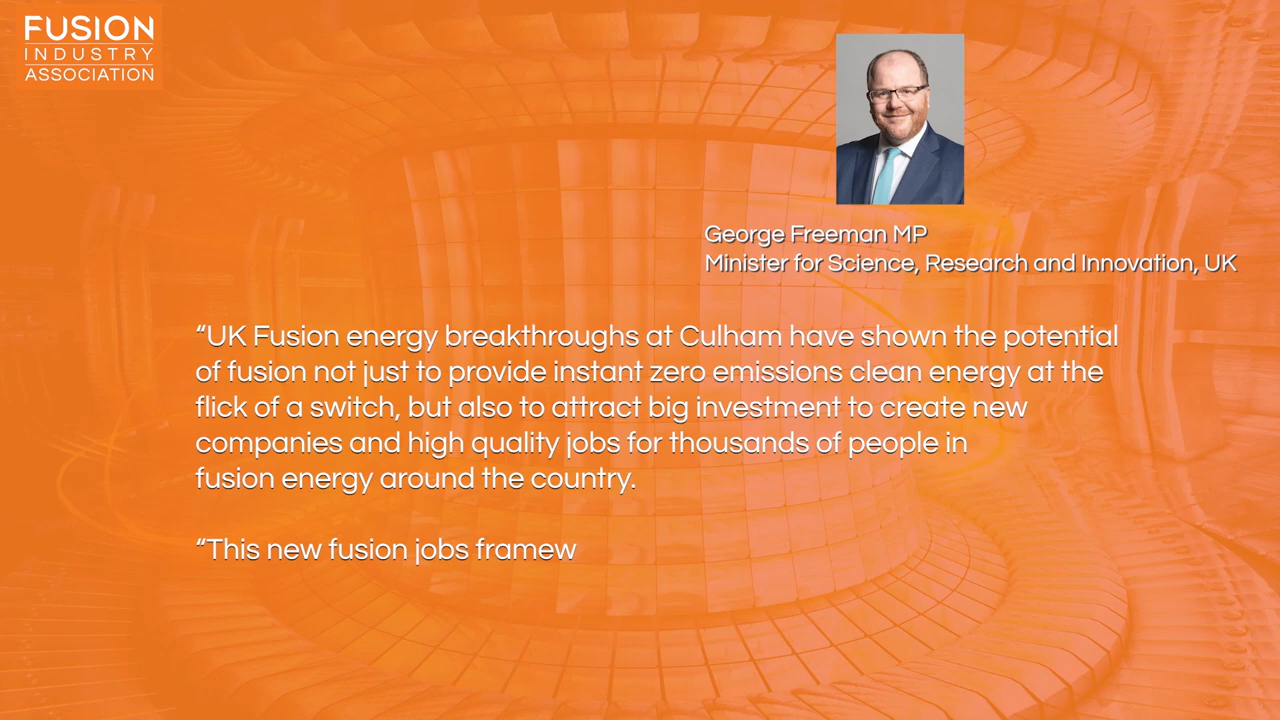 FUSION
INDUSTRY
ASSOCIATION
George Freeman MP
Minister for Science, Research and Innovation, UK
“UK Fusion energy breakthroughs at Culham have shown the potential
of fusion not just to provide instant zero emissions clean energy at the
flick of a switch, but also to attract big investment to create new
companies and high quality jobs for thousands of people in
fusion energy around the country.
“This new fusion jobs framew